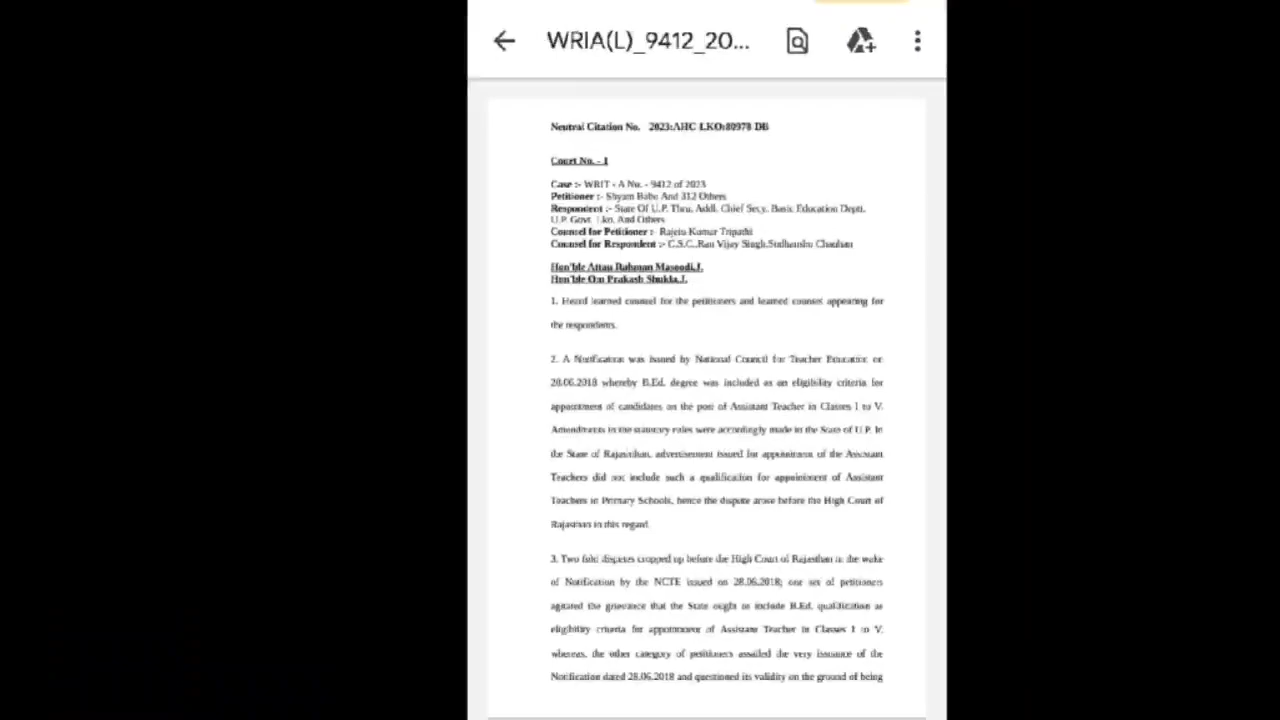 WRIA(L)_9412_20...
Neutral Citation No. 2023:AHC-LKO:80978-DB
Court No. - 1
Case :- WRIT - A No. - 9412 of 2023
Petitioner :- Shyam Babu And 312 Others
Respondent :- State Of U.P. Thru. Addl. Chief Secy. Basic Education Deptt.
U.P. Govt. Lko. And Others
Counsel for Petitioner :- Rajeiu Kumar Tripathi
Counsel for Respondent :- C.S.C.,Ran Vijay Singh,Sudhanshu Chauhan
Hon'ble Attau Rahman Masoodi,J.
Hon'ble Om Prakash Shukla,J.
1. Heard learned counsel for the petitioners and learned counsel appearing for
the respondents.
2. A Notification was issued by National Council for Teacher Education on
28.06.2018 whereby B.Ed. degree was included as an eligibility criteria for
appointment of candidates on the post of Assistant Teacher in Classes I to V.
Amendments in the statutory rules were accordingly made in the State of U.P. In
the State of Rajasthan, advertisement issued for appointment of the Assistant
Teachers did not include such a qualification for appointment of Assistant
Teachers in Primary Schools, hence the dispute arose before the High Court of
Rajasthan in this regard.
3. Two fold disputes cropped up before the High Court of Rajasthan in the wake
of Notification by the NCTE issued on 28.06.2018; one set of petitioners
agitated the grievance that the State ought to include B.Ed. qualification as
eligibility criteria for appointment of Assistant Teacher in Classes I to V,
whereas, the other category of petitioners assailed the very issuance of the
Notification dated 28.06.2018 and questioned its validity on the ground of being